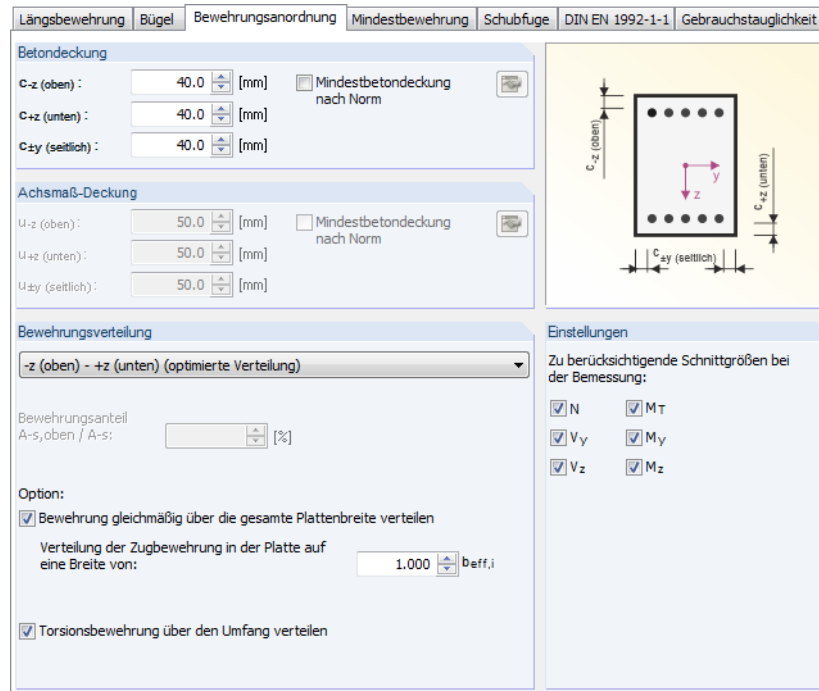 Längsbewehrung Bügel Bewehrungsanordnung Mindestbewehrung Schubfuge DIN EN 1992-1-1 Gebrauchstauglichkeit
Betondeckung
c-z (oben) : 40.0 [mm] Mindestbetondeckung
nach Norm
c+z (unten) : 40.0 [mm]
c±y (seitlich) : 40.0 [mm]
Achsmaß-Deckung
u-z (oben) : 50.0 [mm] Mindestbetondeckung
nach Norm
u+z (unten) : 50.0 [mm]
u±y (seitlich) : 50.0 [mm]
c-z (oben)
y
z
c+z (unten)
c±y (seitlich)
Bewehrungsverteilung
-z (oben) - +z (unten) (optimierte Verteilung)
Bewehrungsanteil
A-s,oben / A-s: [%]
Option:
Bewehrung gleichmäßig über die gesamte Plattenbreite verteilen
Verteilung der Zugbewehrung in der Platte auf
eine Breite von: 1.000 beff,i
Torsionsbewehrung über den Umfang verteilen
Einstellungen
Zu berücksichtigende Schnittgrößen bei
der Bemessung:
N MT
Vy My
Vz Mz